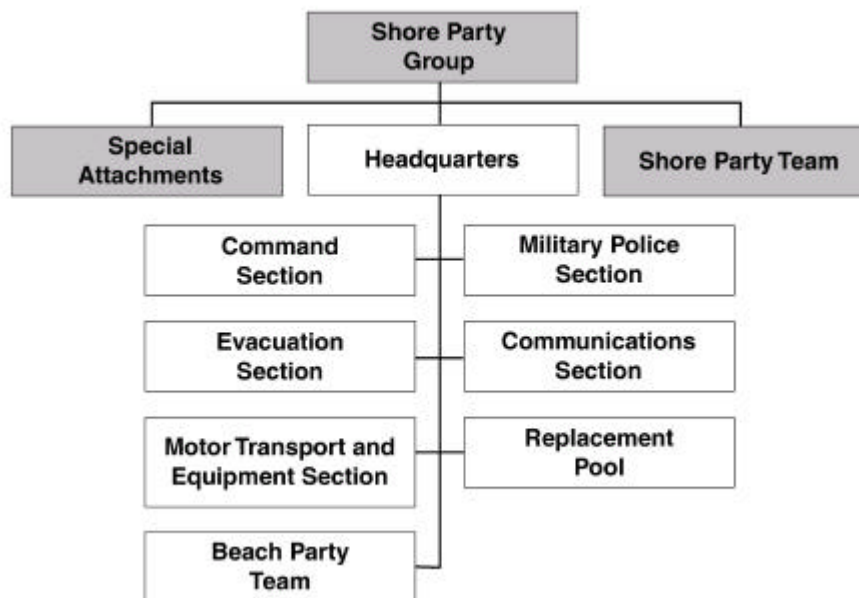 Shore Party
Group
Special
Attachments
Headquarters
Shore Party Team
Command
Section
Military Police
Section
Evacuation
Section
Communications
Section
Motor Transport and
Equipment Section
Replacement
Pool
Beach Party
Team